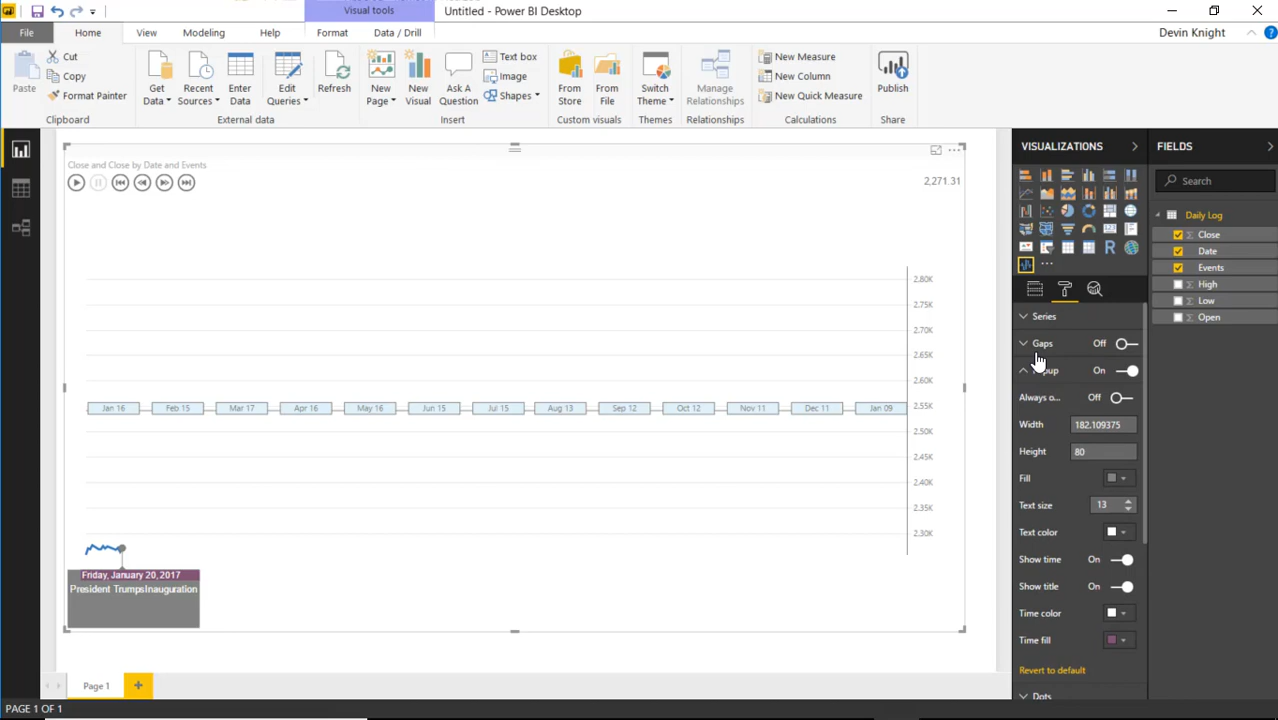 Visual tools
Untitled - Power BI Desktop
File
Home
View
Modeling
Help
Format
Data / Drill
Devin Knight
Paste
Cut
Copy
Format Painter
Clipboard
Get Data
Recent Sources
Enter Data
Edit Queries
Refresh
External data
New Page
New Visual
Ask A Question
Text box
Image
Shapes
Insert
From Store
From File
Custom visuals
Switch Theme
Themes
Manage Relationships
Relationships
New Measure
New Column
New Quick Measure
Calculations
Publish
Share
Close and Close by Date and Events
2,271.31
2.80K
2.75K
2.70K
2.65K
2.60K
2.55K
2.50K
2.45K
2.40K
2.35K
2.30K
Jan 16
Feb 15
Mar 17
Apr 16
May 16
Jun 15
Jul 15
Aug 13
Sep 12
Oct 12
Nov 11
Dec 11
Jan 09
Friday, January 20, 2017
President TrumpsInauguration
VISUALIZATIONS
R
Series
Gaps Off
On
Always o... Off
Width 182.109375
Height 80
Fill
Text size 13
Text color
Show time On
Show title On
Time color
Time fill
Revert to default
Dots
FIELDS
Search
Daily Log
Σ Close
Date
Events
Σ High
Σ Low
Σ Open
Page 1
PAGE 1 OF 1